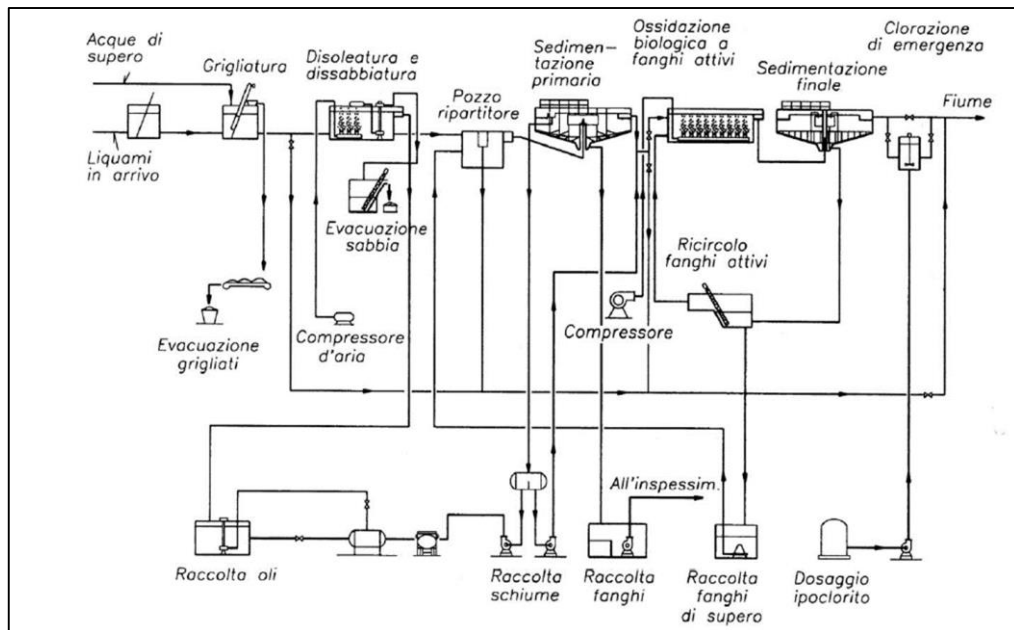 Acque di
supero
Grigliatura
Liquami
in arrivo
Disoleatura e
dissabbiatura
Pozzo
ripartitore
Sedimen-
tazione
primaria
Ossidazione
biologica a
fanghi attivi
Sedimentazione
finale
Clorazione
di emergenza
Fiume
Evacuazione
sabbia
Evacuazione
grigliati
Compressore
d'aria
Compressore
Ricircolo
fanghi attivi
All'inspessim.
Raccolta oli
Raccolta
schiume
Raccolta
fanghi
Raccolta
fanghi
di supero
Dosaggio
ipoclorito